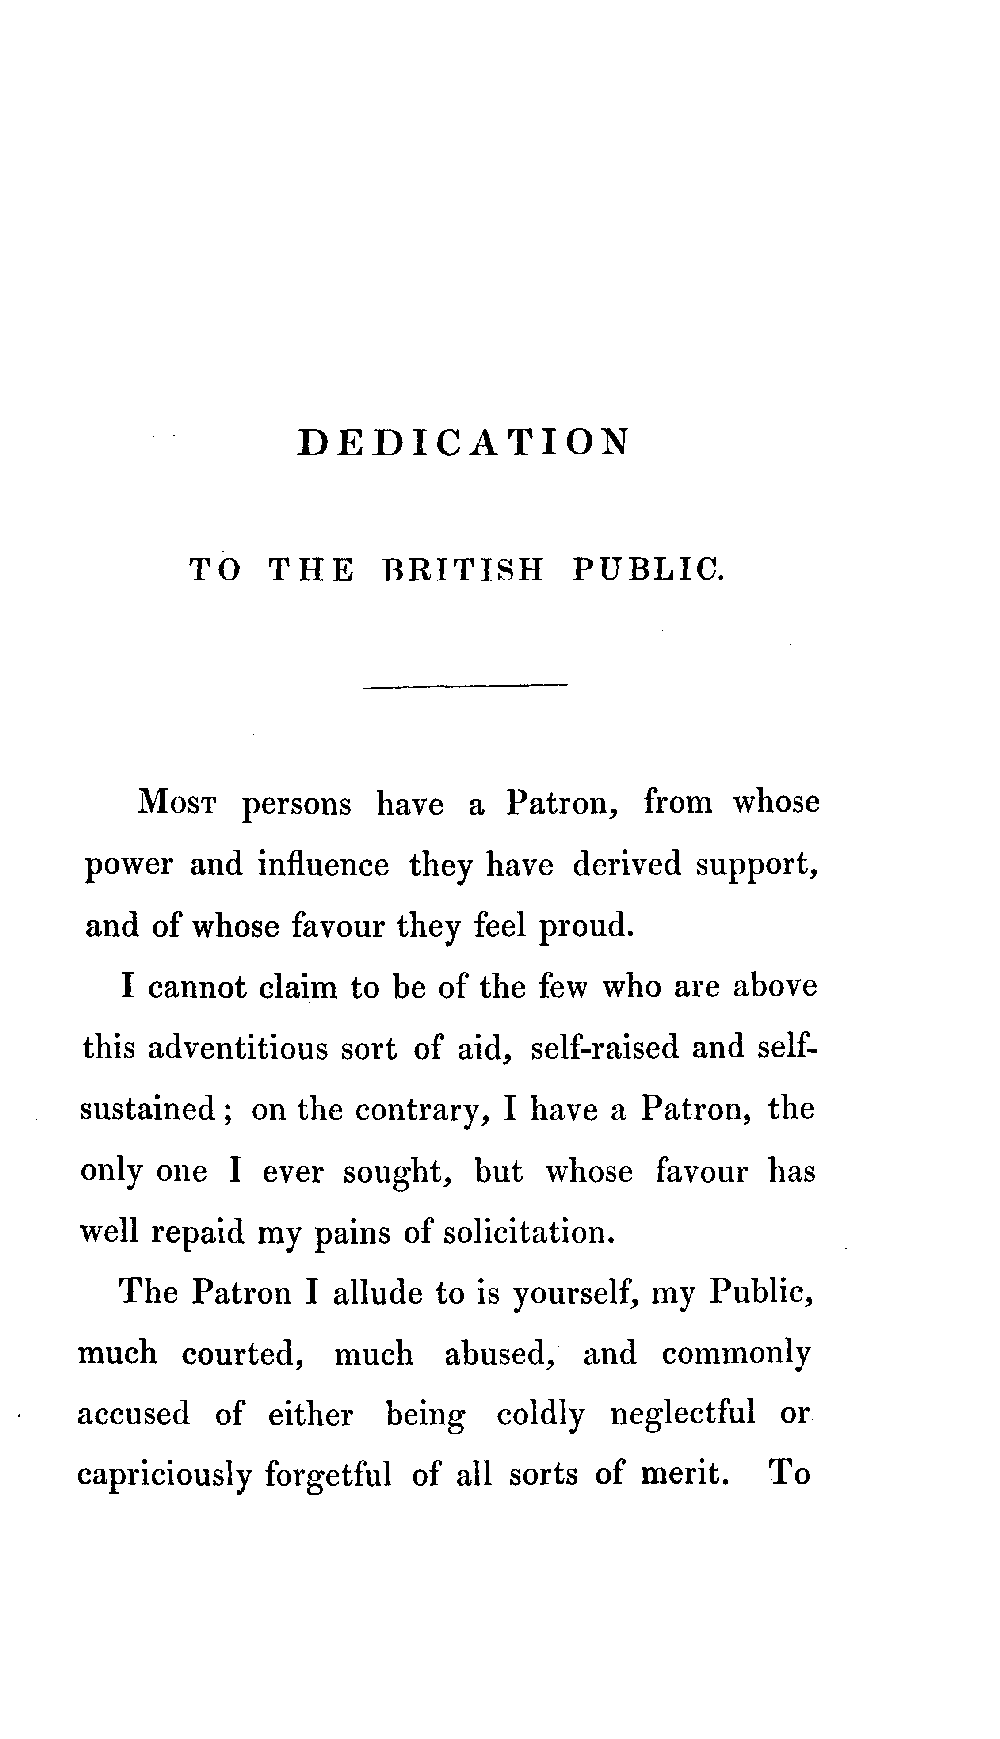 DEDICATION
TO THE BRITISH PUBLIC.
Most persons have a Patron, from whose
power and influence they have derived support,
and of whose favour they feel proud.
I cannot claim to be of the few who are above
this adventitious sort of aid, self-raised and self-
sustained; on the contrary, I have a Patron, the
only one I ever sought, but whose favour has
well repaid my pains of solicitation.
The Patron I allude to is yourself, my Public,
much courted, much abused, and commonly
accused of either being coldly neglectful or
capriciously forgetful of all sorts of merit. To